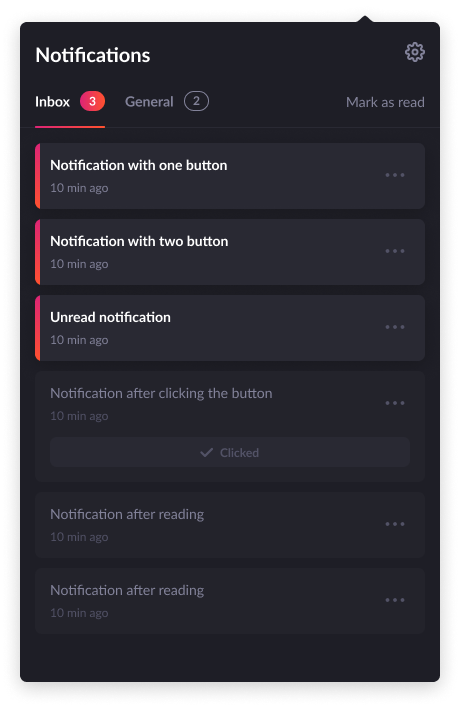 Notifications
Inbox 3 General 2 Mark as read
Notification with one button
10 min ago
Notification with two button
10 min ago
Unread notification
10 min ago
Notification after clicking the button
10 min ago
Clicked
Notification after reading
10 min ago
Notification after reading
10 min ago